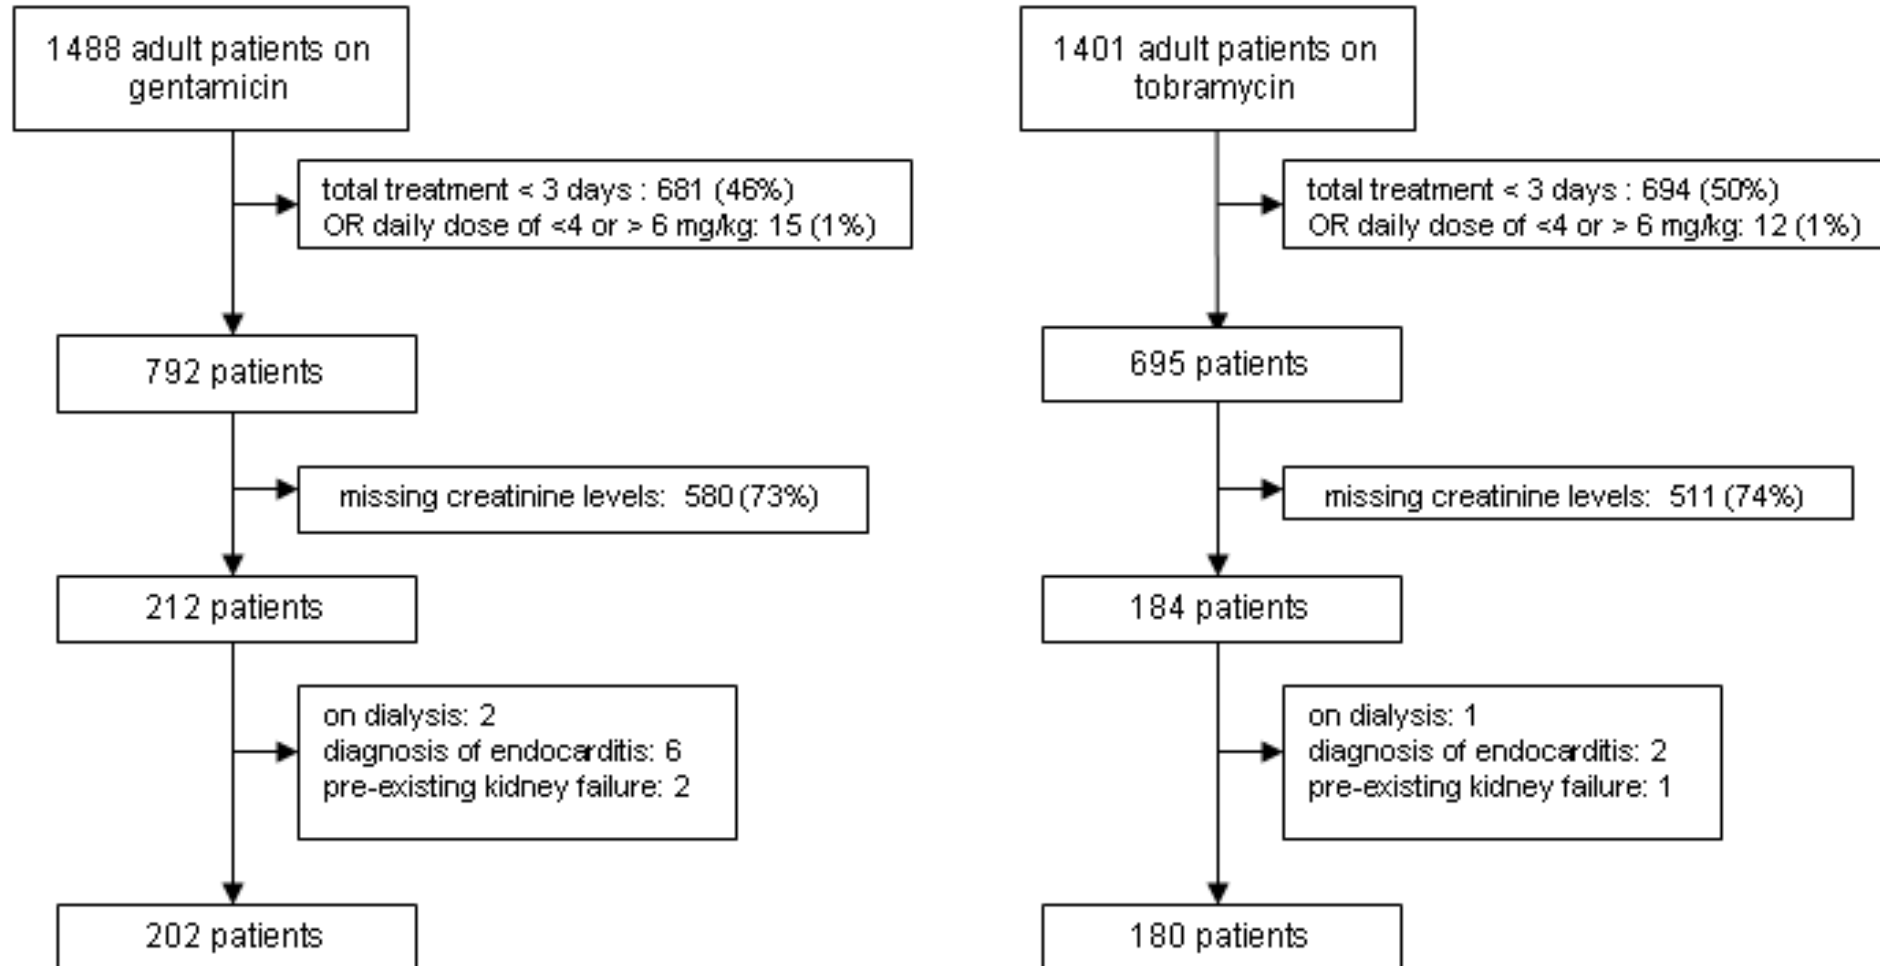 1488 adult patients on
gentamicin
total treatment < 3 days : 681 (46%)
OR daily dose of <4 or > 6 mg/kg: 15 (1%)
792 patients
missing creatinine levels:  580 (73%)
212 patients
on dialysis: 2
diagnosis of endocarditis: 6
pre-existing kidney failure: 2
202 patients
1401 adult patients on
tobramycin
total treatment < 3 days : 694 (50%)
OR daily dose of <4 or > 6 mg/kg: 12 (1%)
695 patients
missing creatinine levels:  511 (74%)
184 patients
on dialysis: 1
diagnosis of endocarditis: 2
pre-existing kidney failure: 1
180 patients